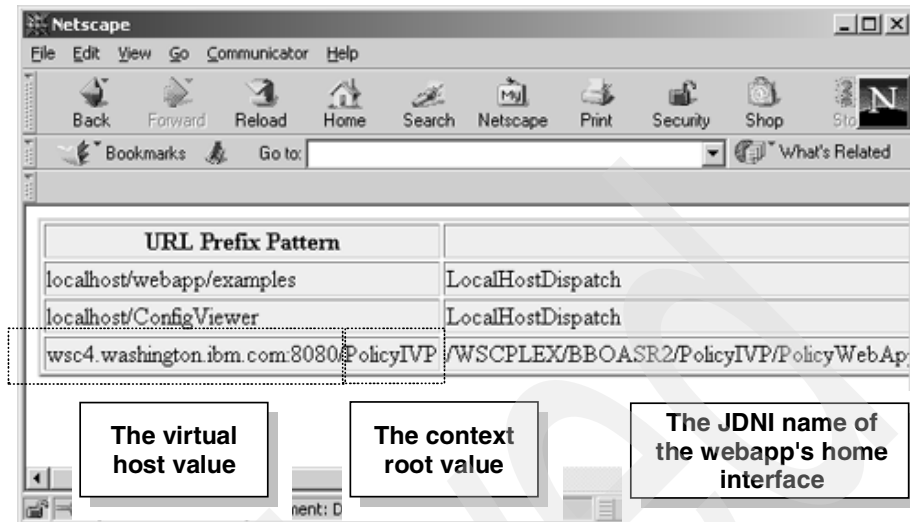 Netscape
File Edit View Go Communicator Help
Back Forward Reload Home Search Netscape Print Security Shop Sto
My
N
Bookmarks Go to: What's Related
URL Prefix Pattern
localhost/webapp/examples LocalHostDispatch
localhost/ConfigViewer LocalHostDispatch
wsc4.washington.ibm.com:8080/PolicyIVP /WSCPLEX/BBOASR2/PolicyIVP/PolicyWebAp
The virtual
host value
The context
root value
The JDNI name of
the webapp's home
interface
ment: D